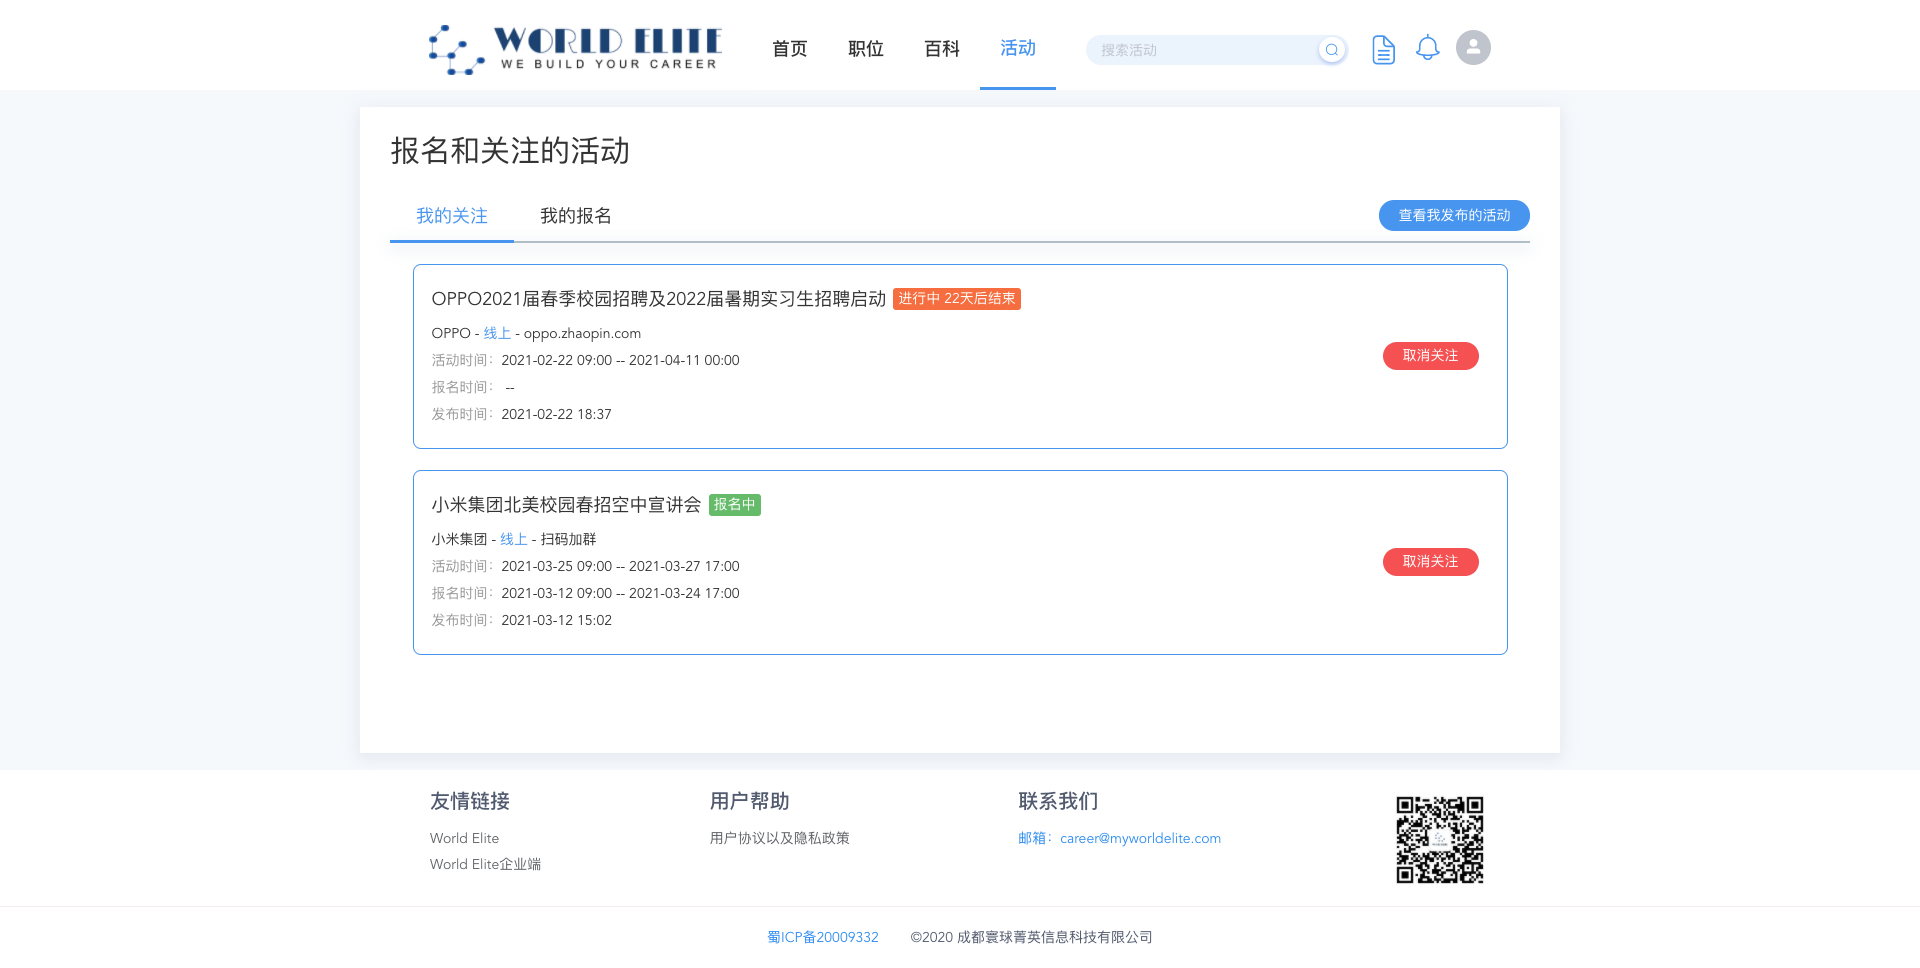 WORLD ELITE
WE BUILD YOUR CAREER
首页
职位
百科
活动
搜索活动
报名和关注的活动
我的关注
我的报名
查看我发布的活动
OPPO2021届春季校园招聘及2022届暑期实习生招聘启动 进行中 22天后结束
OPPO - 线上 - oppo.zhaopin.com
活动时间： 2021-02-22 09:00 -- 2021-04-11 00:00
报名时间： --
发布时间： 2021-02-22 18:37
取消关注
小米集团北美校园春招空中宣讲会 报名中
小米集团 - 线上 - 扫码加群
活动时间： 2021-03-25 09:00 -- 2021-03-27 17:00
报名时间： 2021-03-12 09:00 -- 2021-03-24 17:00
发布时间： 2021-03-12 15:02
取消关注
友情链接
World Elite
World Elite企业端
用户帮助
用户协议以及隐私政策
联系我们
邮箱：career@myworldelite.com
蜀ICP备20009332
©2020 成都寰球菁英信息科技有限公司